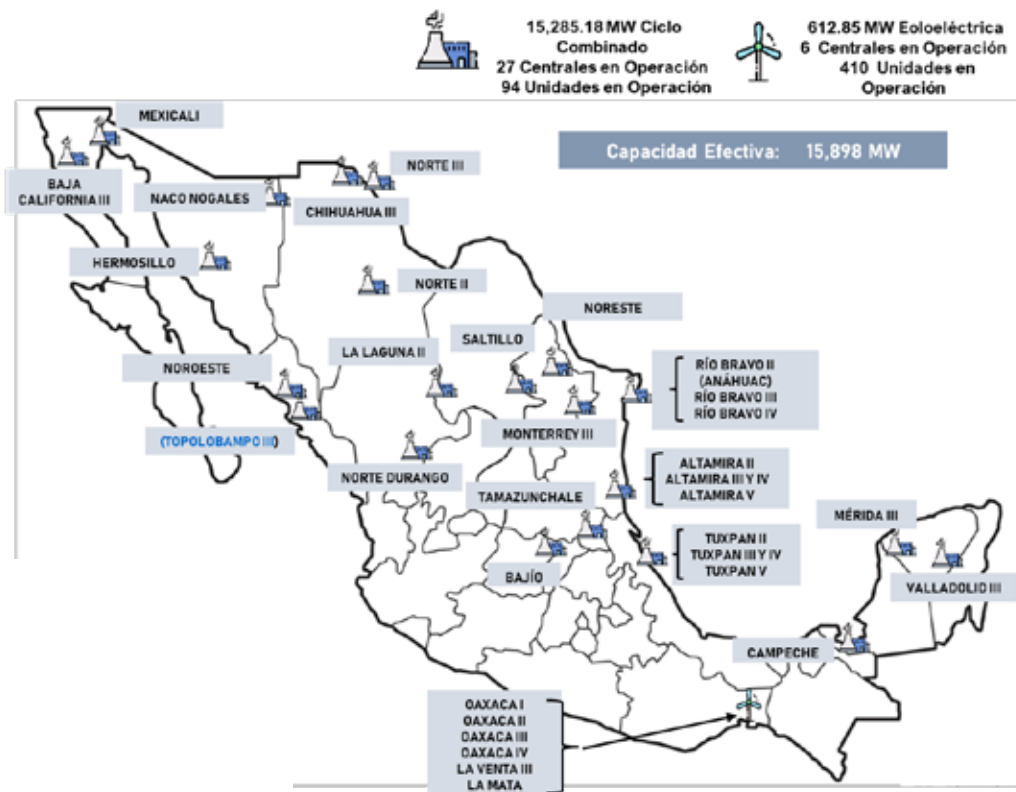 15,285.18 MW Ciclo
Combinado
27 Centrales en Operación
94 Unidades en Operación
612.85 MW Eoloeléctrica
6 Centrales en Operación
410 Unidades en
Operación
Capacidad Efectiva: 15,898 MW
MEXICALI
BAJA
CALIFORNIA III
NACO NOGALES
NORTE III
CHIHUAHUA III
HERMOSILLO
NORTE II
NORESTE
SALTILLO
LA LAGUNA II
NOROESTE
RÍO BRAVO II
(ANÁHUAC)
RÍO BRAVO III
RÍO BRAVO IV
(TOPOLOBAMPO III)
MONTERREY III
NORTE DURANGO
TAMAZUNCHALE
ALTAMIRA II
ALTAMIRA III Y IV
ALTAMIRA V
MÉRIDA III
TUXPAN II
TUXPAN III Y IV
TUXPAN V
BAJÍO
VALLADOLID III
CAMPECHE
OAXACA I
OAXACA II
OAXACA III
OAXACA IV
LA VENTA III
LA MATA